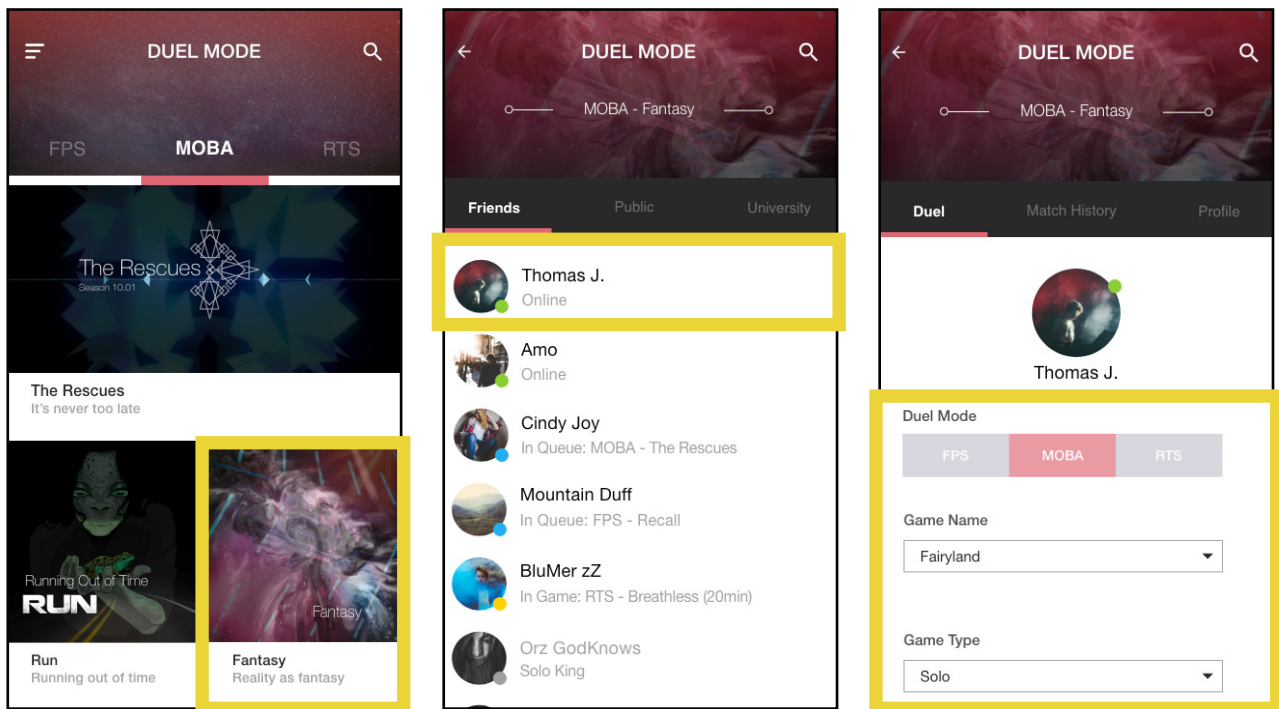 DUEL MODE
FPS MOBA RTS
The Rescues
Season 10.01
The Rescues
It's never too late
Running Out of Time
RUN
Run
Running out of time
Fantasy
Fantasy
Reality as fantasy
DUEL MODE
MOBA - Fantasy
Friends Public University
Thomas J.
Online
Amo
Online
Cindy Joy
In Queue: MOBA - The Rescues
Mountain Duff
In Queue: FPS - Recall
BluMer zZ
In Game: RTS - Breathless (20min)
Orz GodKnows
Solo King
DUEL MODE
MOBA - Fantasy
Duel Match History Profile
Thomas J.
Duel Mode
FPS MOBA RTS
Game Name
Fairyland
Game Type
Solo